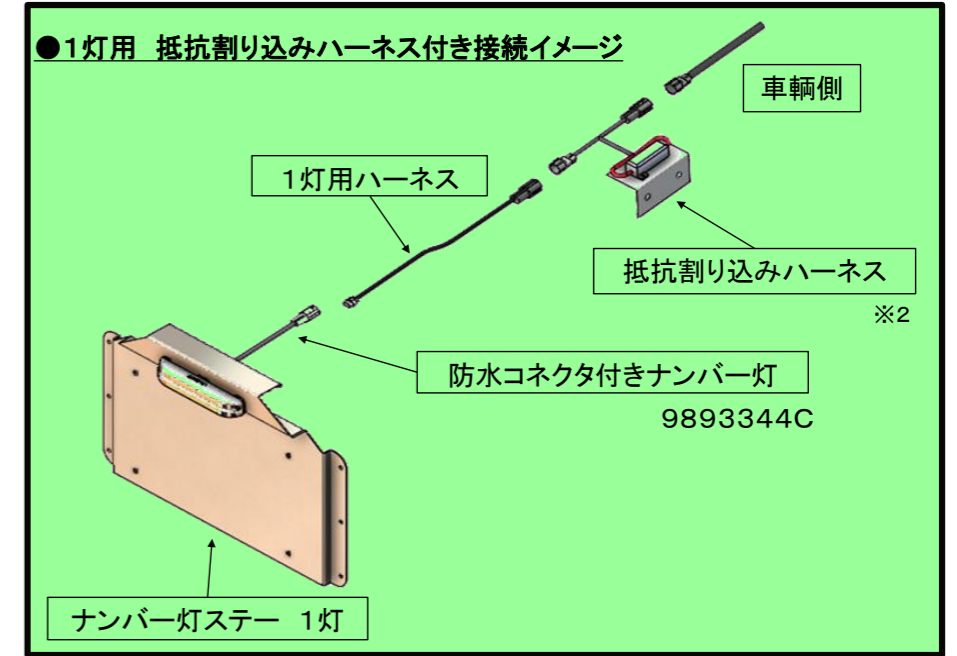 ●１灯用　抵抗割り込みハーネス付き接続イメージ
車輌側
１灯用ハーネス
抵抗割り込みハーネス
※２
防水コネクタ付きナンバー灯
９８９３３４４Ｃ
ナンバー灯ステー　１灯